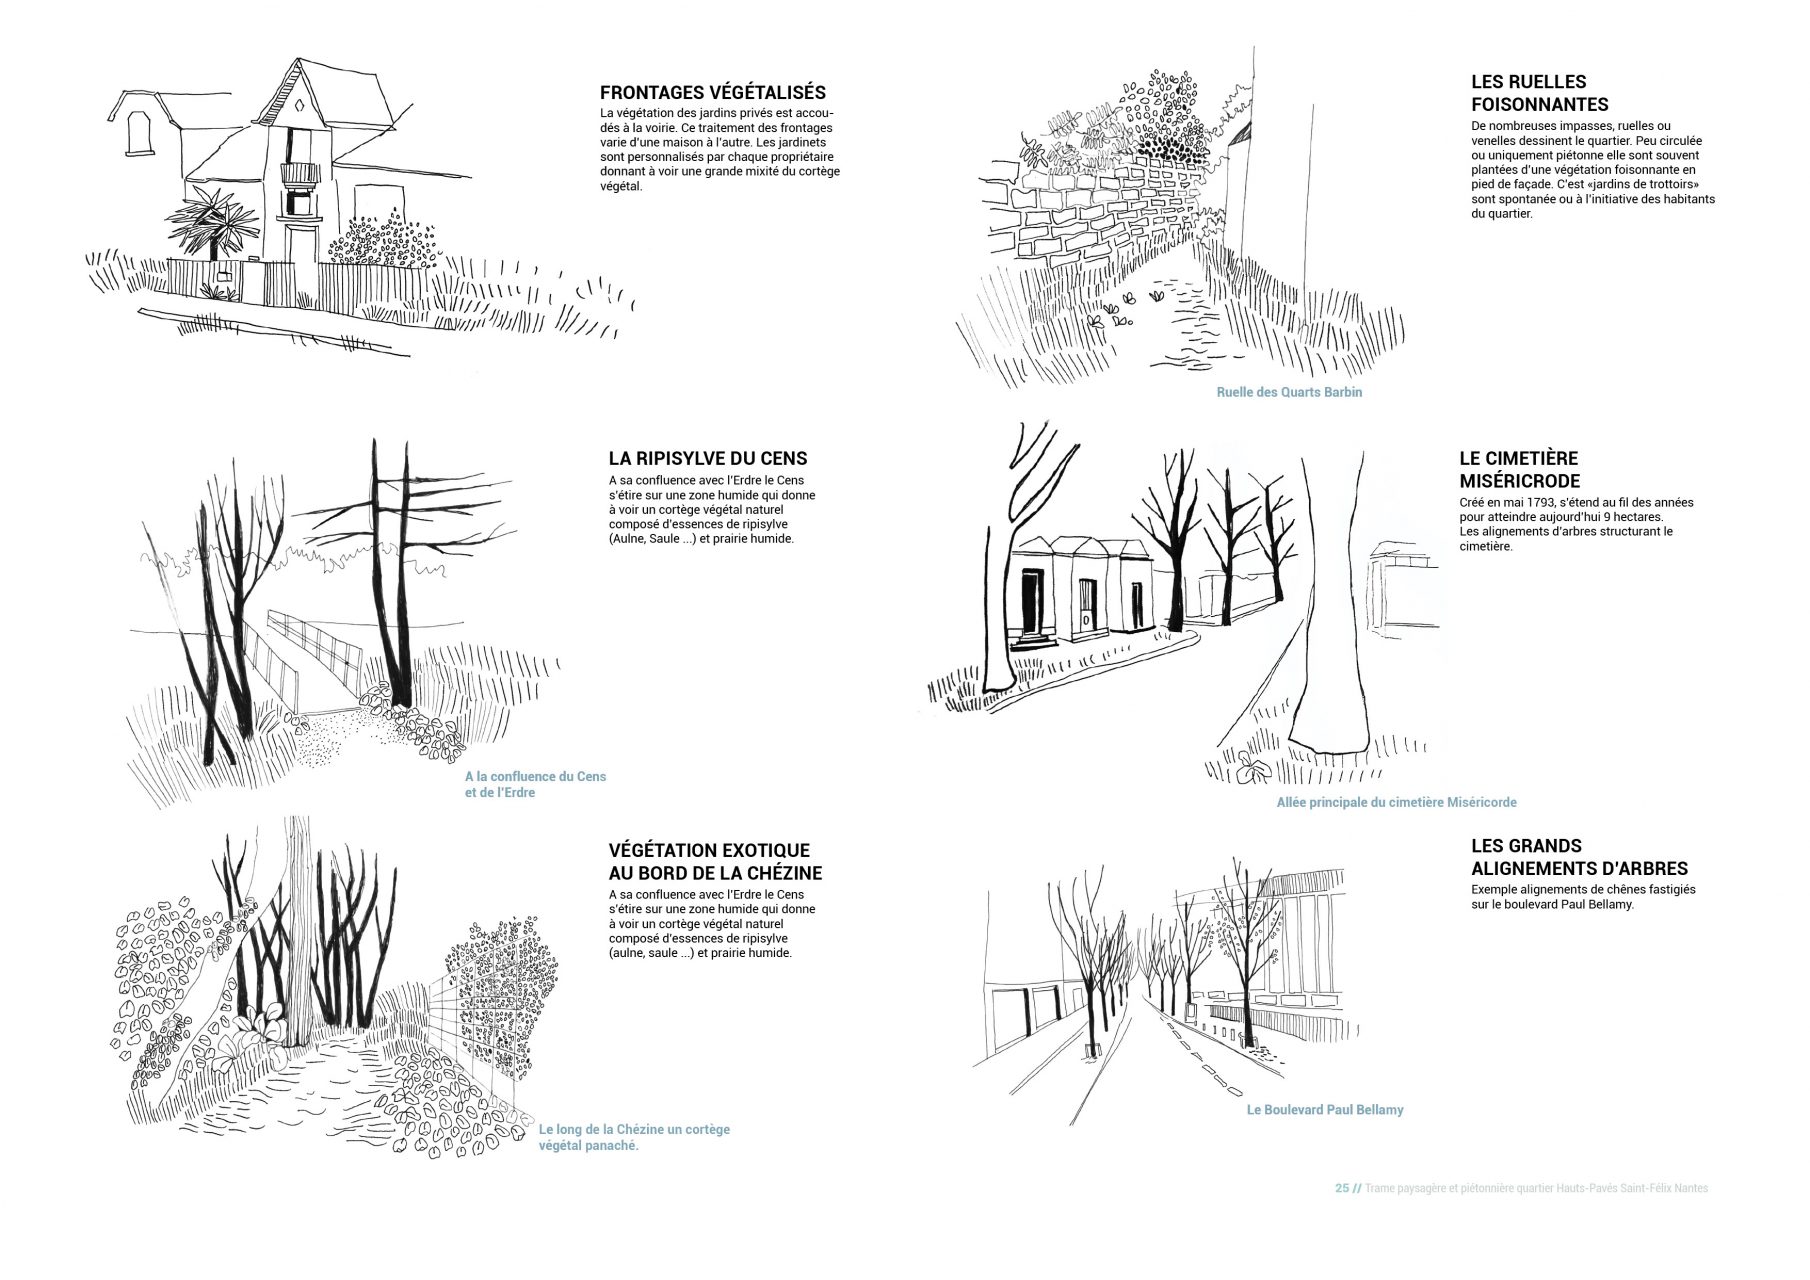 FRONTAGES VÉGÉTALISÉS
La végétation des jardins privés est accou-
dés à la voirie. Ce traitement des frontages
varie d'une maison à l'autre. Les jardinets
sont personnalisés par chaque propriétaire
donnant à voir une grande mixité du cortège
végétal.
LA RIPISYLVE DU CENS
A sa confluence avec l'Erdre le Cens
s'étire sur une zone humide qui donne
à voir un cortège végétal naturel
composé d'essences de ripisylve
(Aulne, Saule ...) et prairie humide.
A la confluence du Cens
et de l'Erdre
VÉGÉTATION EXOTIQUE
AU BORD DE LA CHÉZINE
A sa confluence avec l'Erdre le Cens
s'étire sur une zone humide qui donne
à voir un cortège végétal naturel
composé d'essences de ripisylve
(aulne, saule ...) et prairie humide.
Le long de la Chézine un cortège
végétal panaché.
LES RUELLES
FOISONNANTES
De nombreuses impasses, ruelles ou
venelles dessinent le quartier. Peu circulée
ou uniquement piétonne elle sont souvent
plantées d'une végétation foisonnante en
pied de façade. C'est «jardins de trottoirs»
sont spontanée ou à l'initiative des habitants
du quartier.
Ruelle des Quarts Barbin
LE CIMETIÈRE
MISÉRICRODE
Créé en mai 1793, s'étend au fil des années
pour atteindre aujourd'hui 9 hectares.
Les alignements d'arbres structurant le
cimetière.
Allée principale du cimetière Miséricorde
LES GRANDS
ALIGNEMENTS D'ARBRES
Exemple alignements de chênes fastigiés
sur le boulevard Paul Bellamy.
Le Boulevard Paul Bellamy
25 // Trame paysagère et piétonnière quartier Hauts-Pavés Saint-Félix Nantes